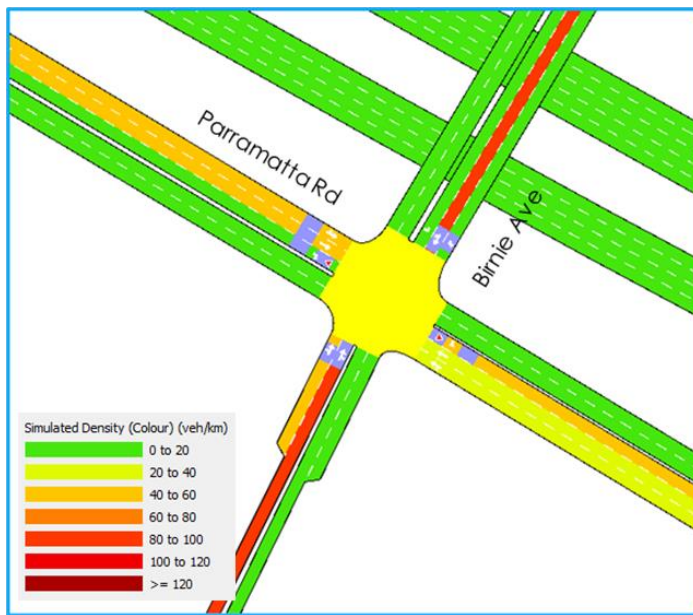 Parramatta Rd
Birnie Ave
Simulated Density (Colour) (veh/km)
0 to 20
20 to 40
40 to 60
60 to 80
80 to 100
100 to 120
>= 120